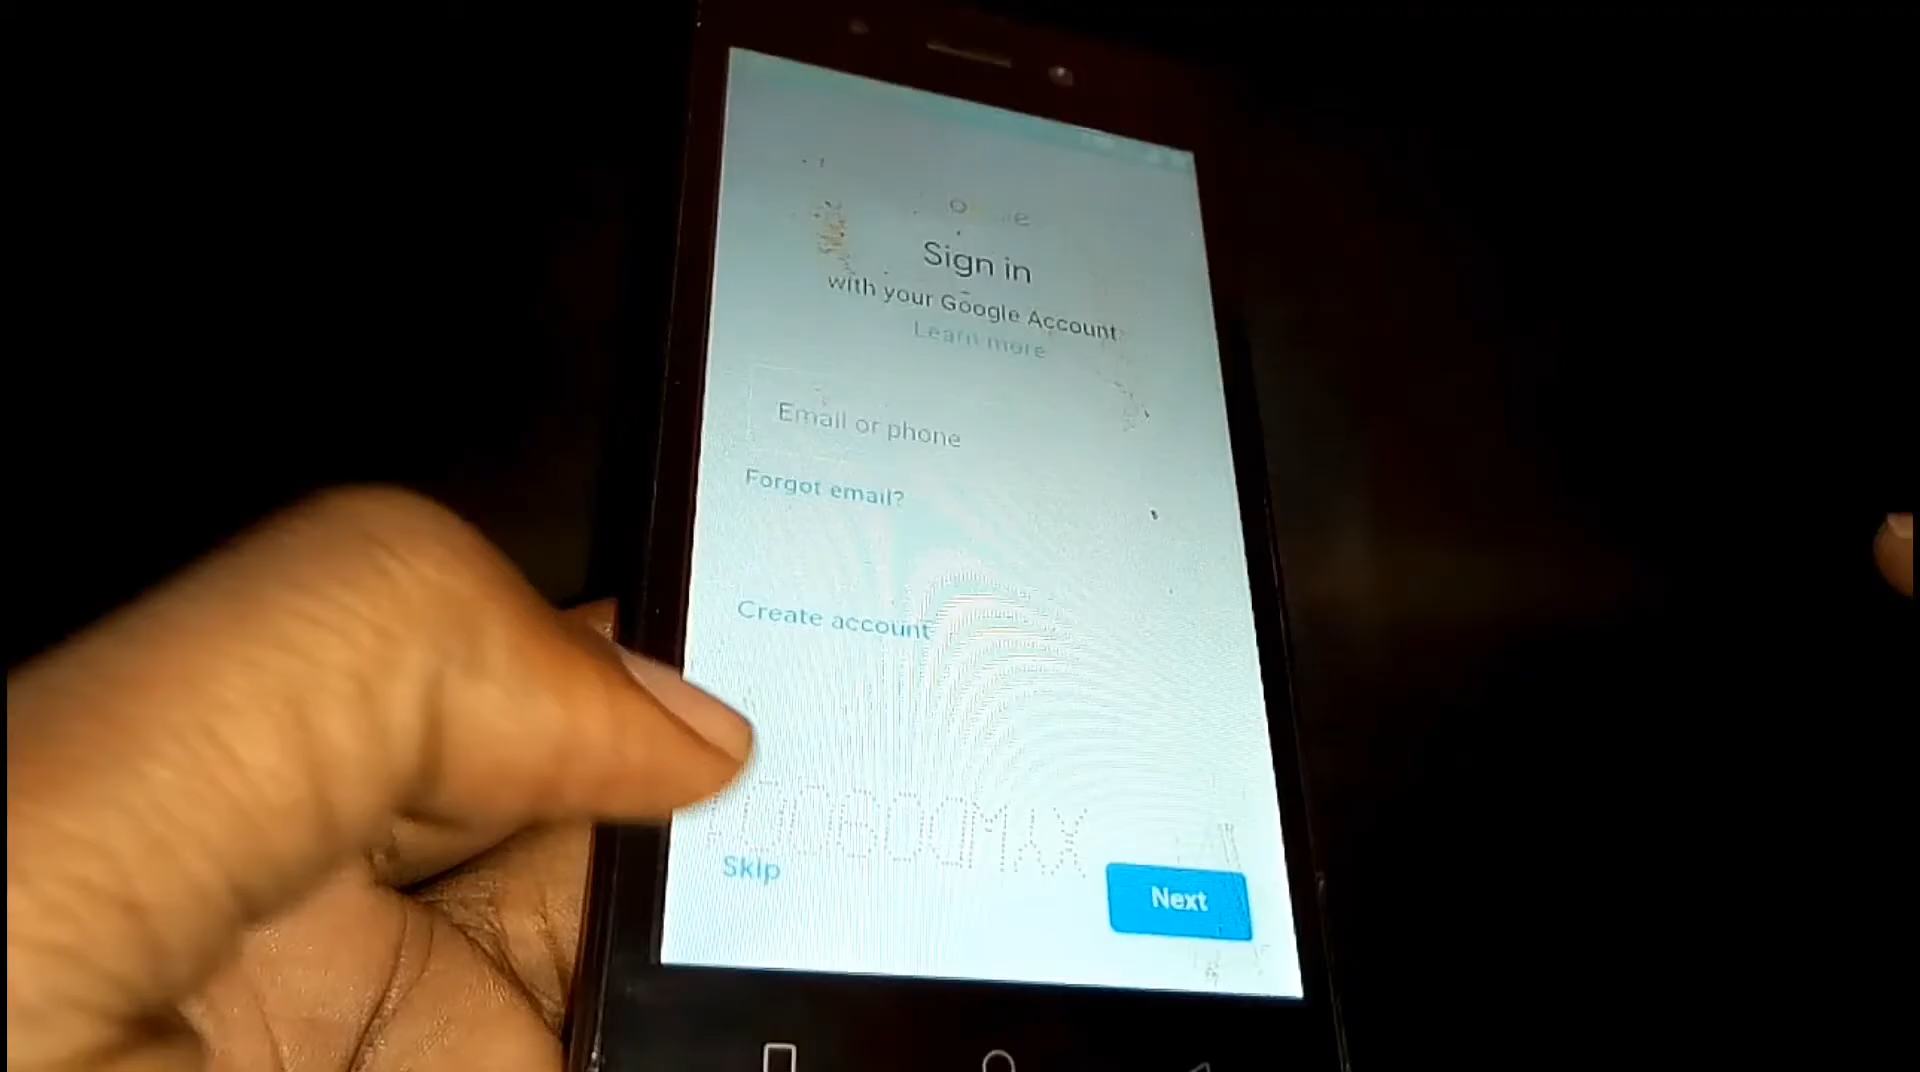 Sign in
with your Google Account
Learn more
Email or phone
Forgot email?
Create account
Skip
Next